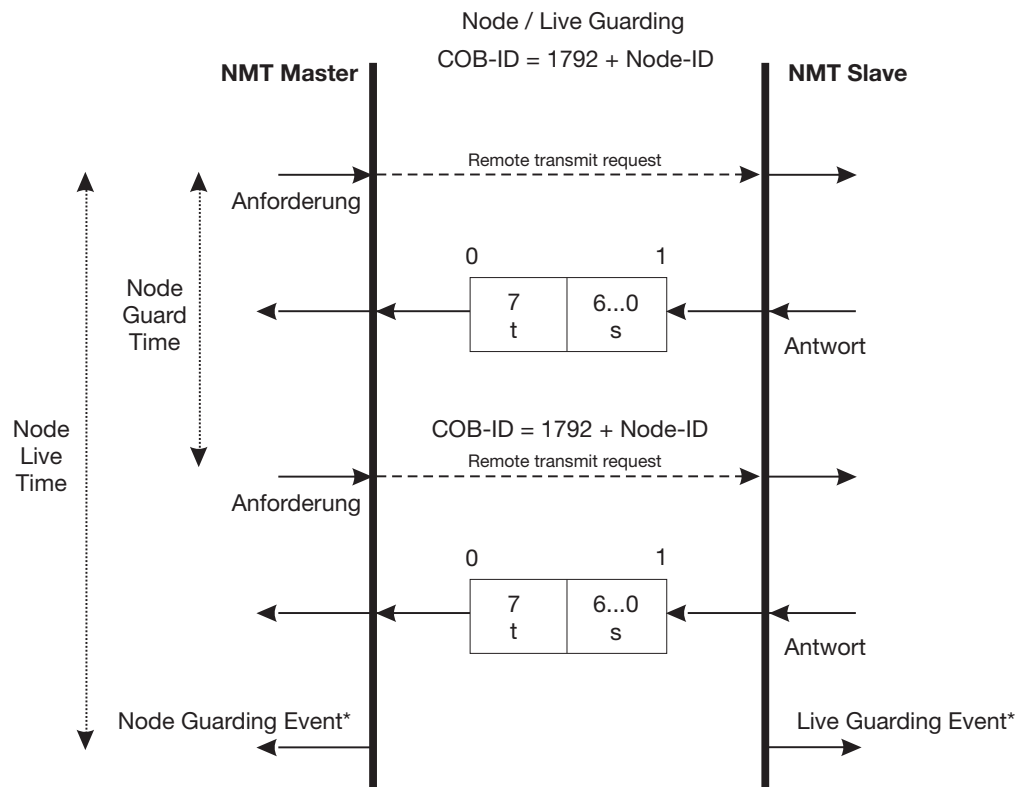 Node / Live Guarding
COB-ID = 1792 + Node-ID
NMT Master
NMT Slave
Remote transmit request
Anforderung
0 1
7 6...0
t s
Antwort
Node
Guard
Time
Node
Live
Time
COB-ID = 1792 + Node-ID
Remote transmit request
Anforderung
0 1
7 6...0
t s
Antwort
Node Guarding Event*
Live Guarding Event*